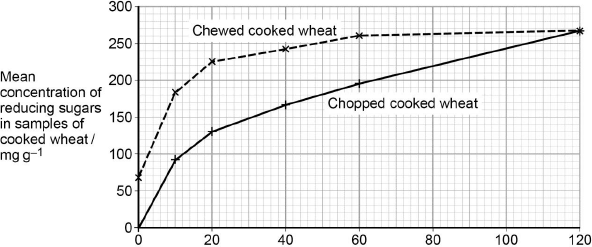 300
250
200
150
100
50
0
Mean
concentration of
reducing sugars
in samples of
cooked wheat /
mg g–1
Chewed cooked wheat
Chopped cooked wheat
0 20 40 60 80 100 120